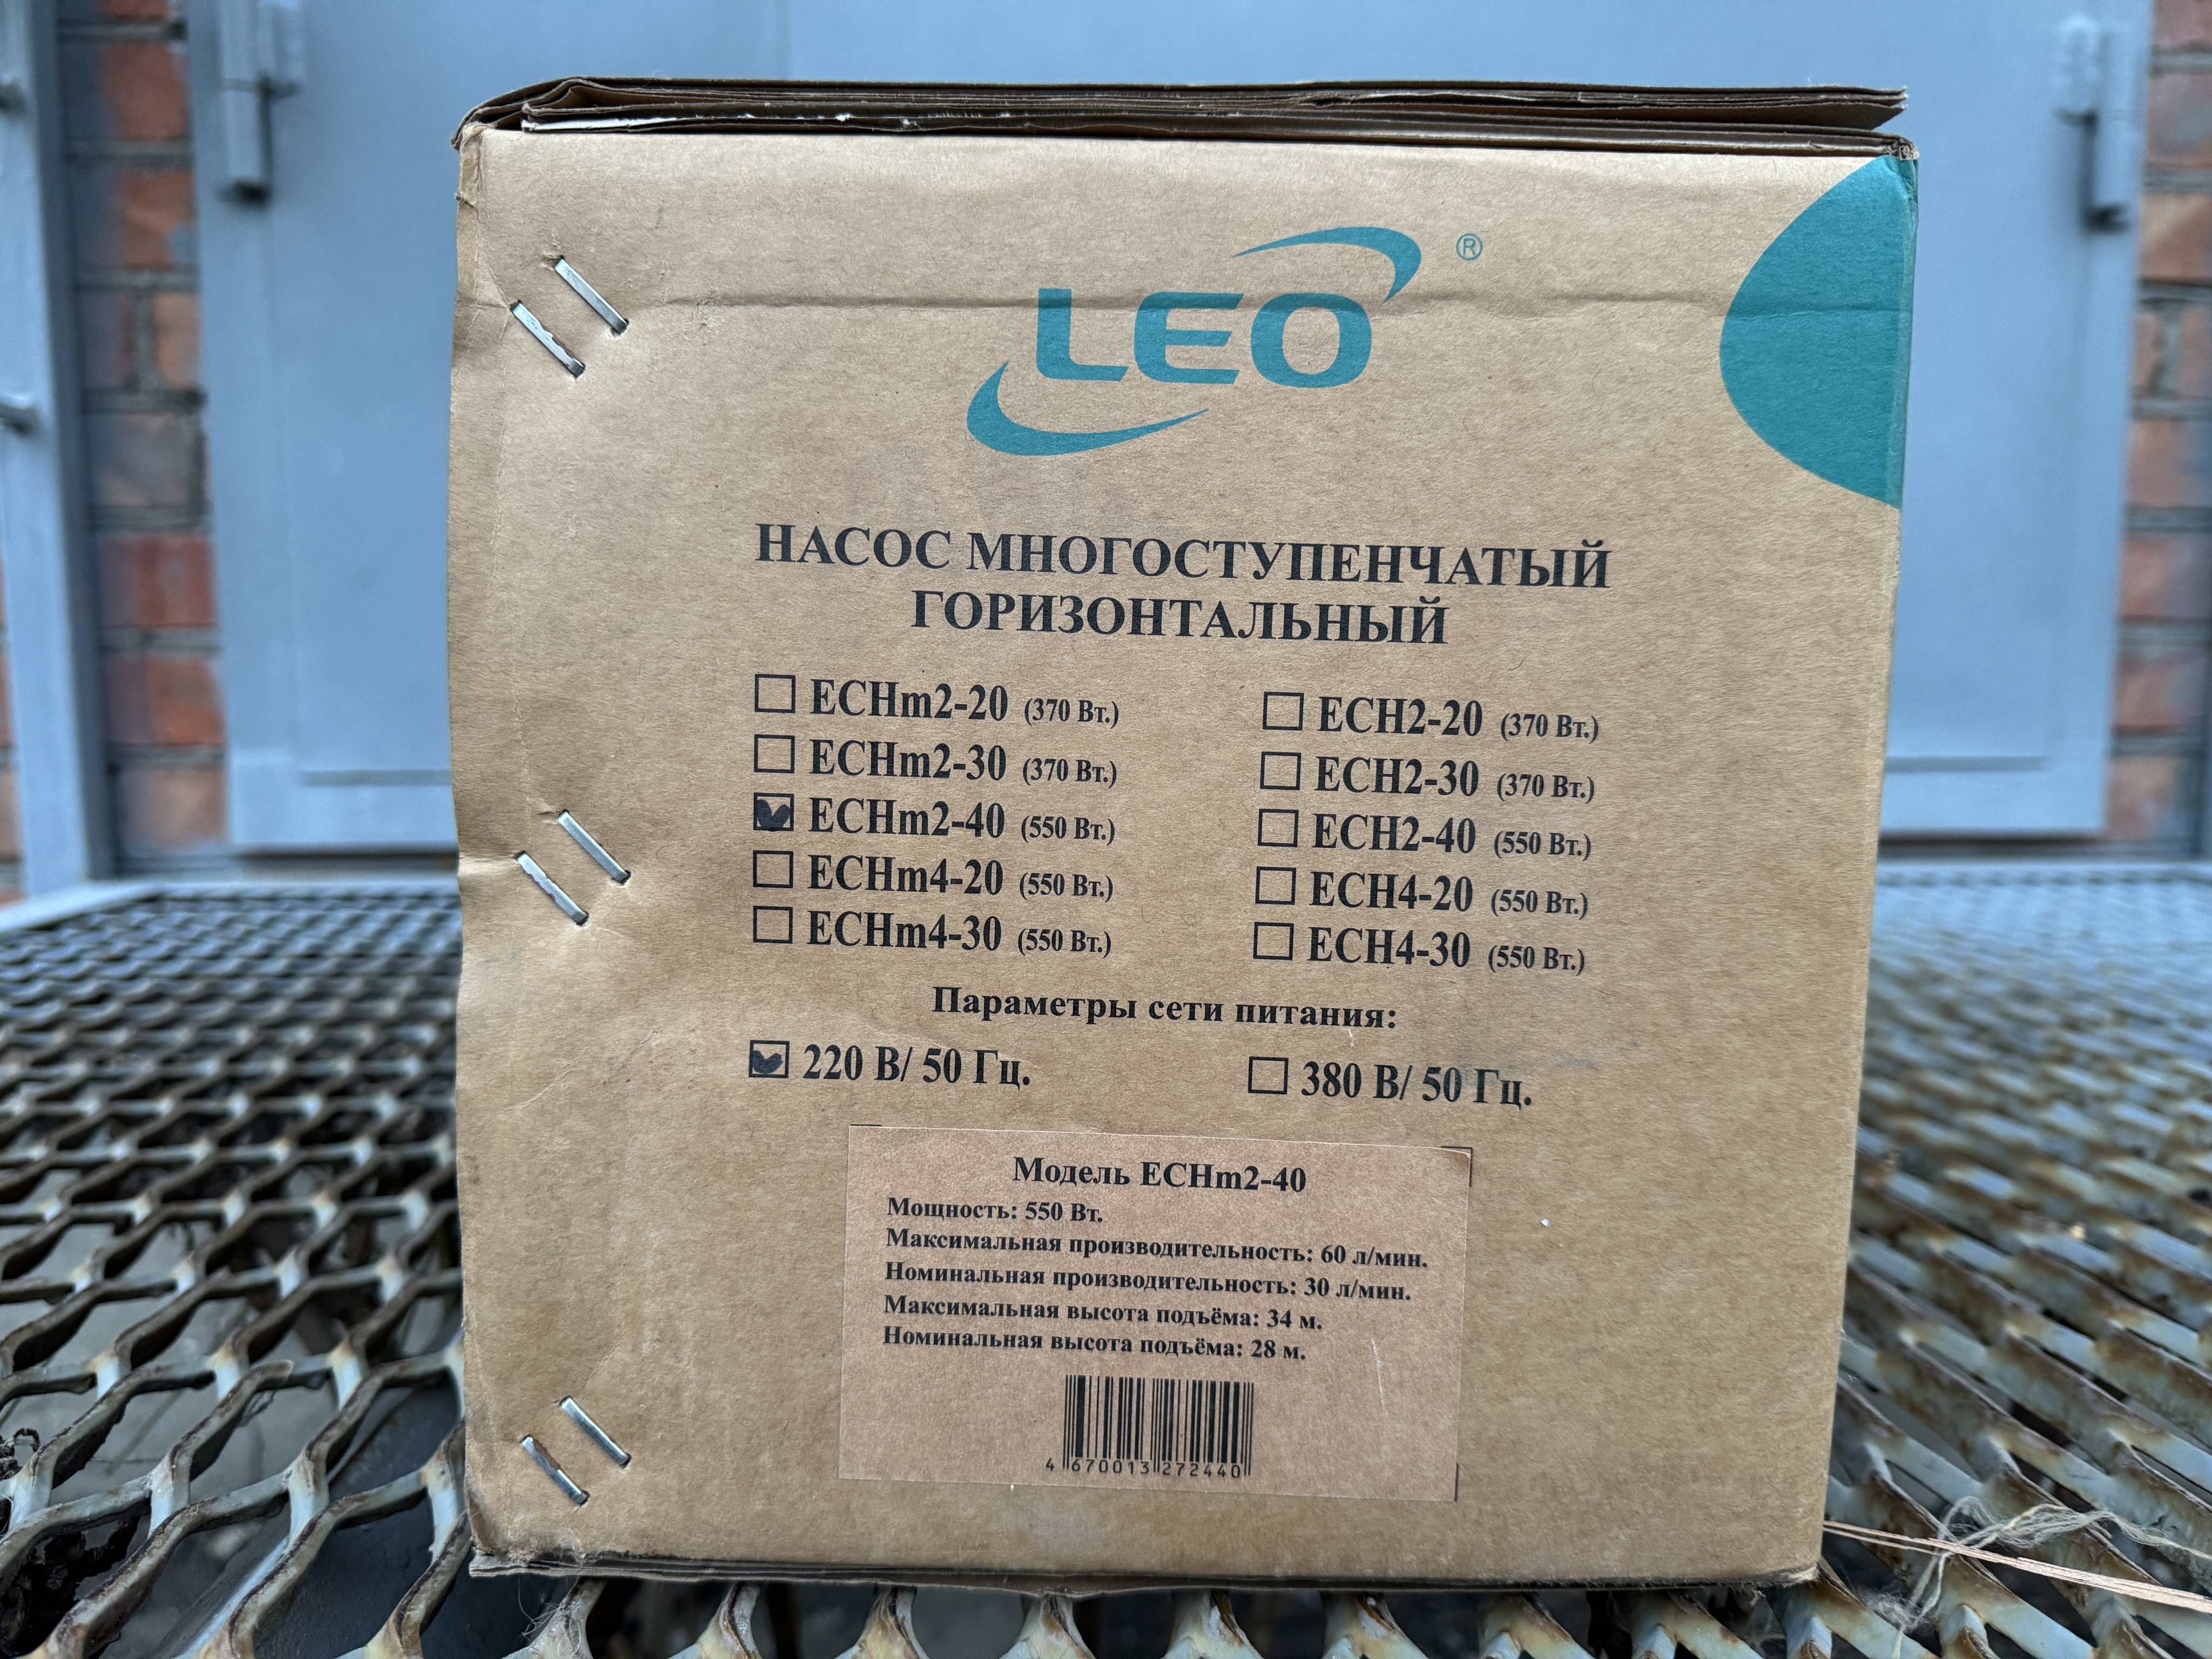 LEO ®
НАСОС МНОГОСТУПЕНЧАТЫЙ
ГОРИЗОНТАЛЬНЫЙ
ECHm2-20 (370 Вт.)
ECHm2-30 (370 Вт.)
ECHm2-40 (550 Вт.)
ECHm4-20 (550 Вт.)
ECHm4-30 (550 Вт.)
ECH2-20 (370 Вт.)
ECH2-30 (370 Вт.)
ECH2-40 (550 Вт.)
ECH4-20 (550 Вт.)
ECH4-30 (550 Вт.)
Параметры сети питания:
220 В/ 50 Гц.
380 В/ 50 Гц.
Модель ECHm2-40
Мощность: 550 Вт.
Максимальная производительность: 60 л/мин.
Номинальная производительность: 30 л/мин.
Максимальная высота подъёма: 34 м.
Номинальная высота подъёма: 28 м.
4 670013 272440